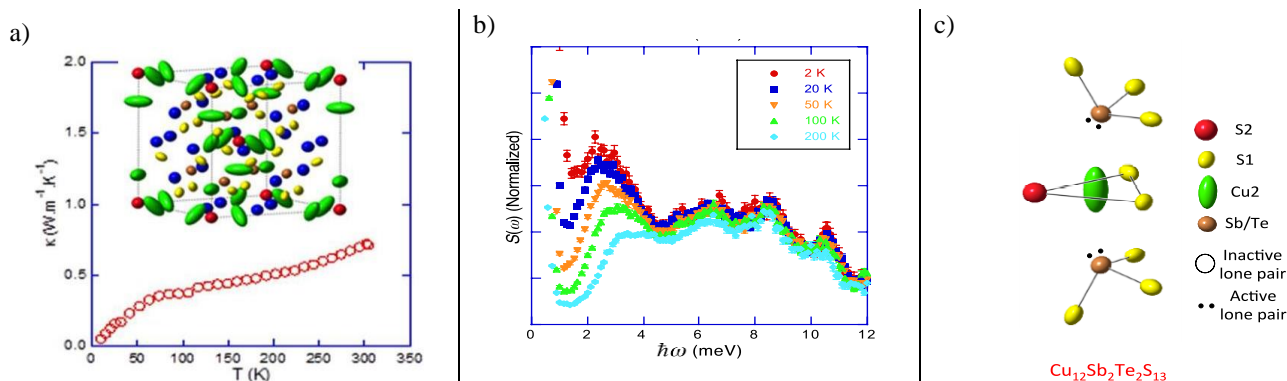 a)
κ (W.m⁻¹.K⁻¹)
2.0
1.5
1.0
0.5
0.0
0 50 100 150 200 250 300 350
T (K)
b)
S(ω) (Normalized)
2 K
20 K
50 K
100 K
200 K
0 2 4 6 8 10 12
ℏω (meV)
c)
S2
S1
Cu2
Sb/Te
Inactive
lone pair
Active
lone pair
Cu₁₂Sb₂Te₂S₁₃